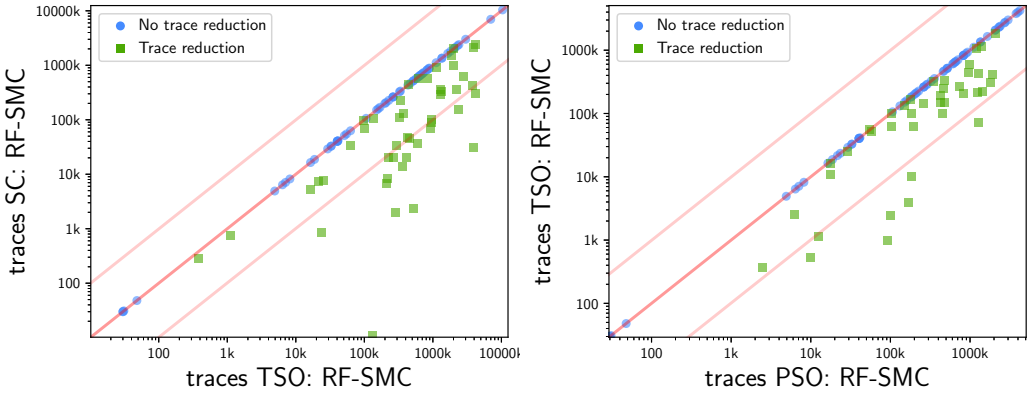 10000k
1000k
100k
10k
1k
100
traces SC: RF-SMC
No trace reduction
Trace reduction
100
1k
10k
100k
1000k
10000k
traces TSO: RF-SMC
1000k
100k
10k
1k
100
traces TSO: RF-SMC
No trace reduction
Trace reduction
100
1k
10k
100k
1000k
traces PSO: RF-SMC